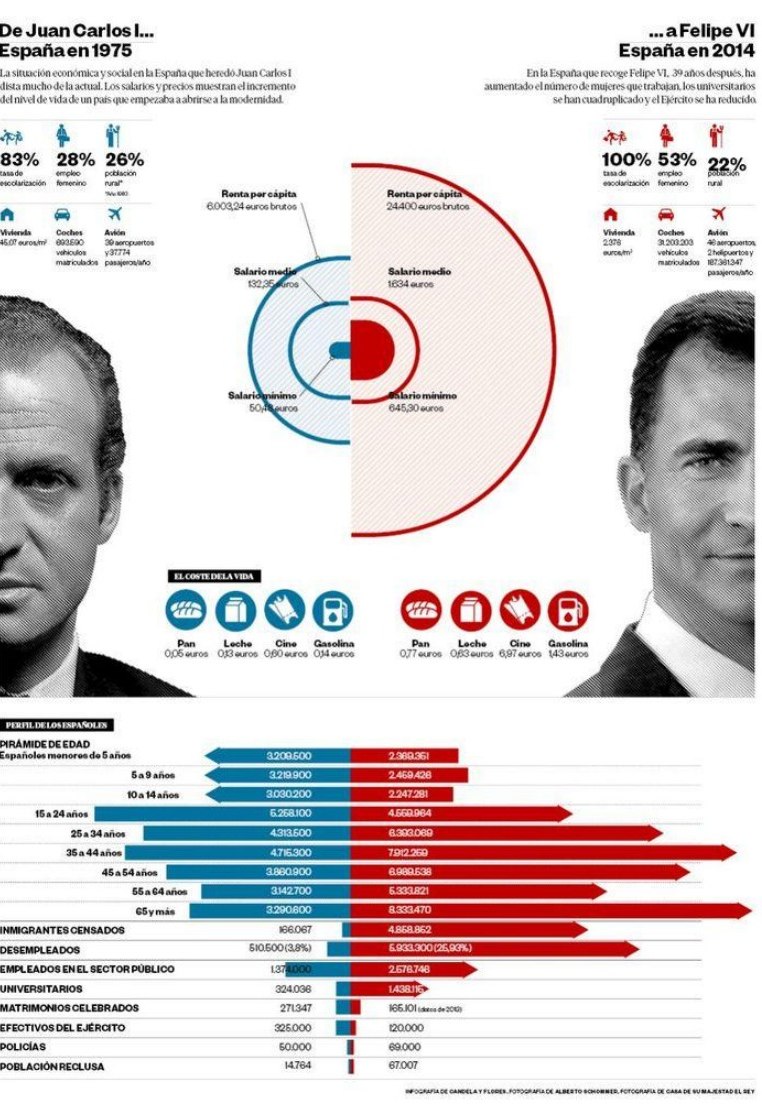 De Juan Carlos I...
España en 1975
La situación económica y social en la España que heredó Juan Carlos I
dista mucho de la actual. Los salarios y precios muestran el incremento
del nivel de vida de un país que empezaba a abrirse a la modernidad.
...a Felipe VI
España en 2014
En la España que recoge Felipe VI, 39 años después, ha
aumentado el número de mujeres que trabajan, los universitarios
se han cuadruplicado y el Ejército se ha reducido.
83% 28% 26%
tasa de escolarización
empleo femenino
población rural*
Vivienda
45,07 euros/m²
Coches
693.590
vehículos
matriculados
Avión
39 aeropuertos
y 37.774
pasajeros/año
100% 53% 22%
tasa de escolarización
empleo femenino
población rural
Vivienda
2.378
euros/m²
Coches
31.203.203
vehículos
matriculados
Avión
46 aeropuertos,
2 helipuertos y
187.361.347
pasajeros/año
Renta per cápita
6.003,24 euros brutos
Salario medio
132,35 euros
Salario mínimo
euros
Renta per cápita
24.400 euros brutos
Salario medio
1.634 euros
Salario mínimo
645,30 euros
EL COSTE DE LA VIDA
Pan
0,05 euros
Leche
0,13 euros
Cine
0,60 euros
Gasolina
0,14 euros
Pan
0,77 euros
Leche
0,63 euros
Cine
6,97 euros
Gasolina
1,43 euros
PERFIL DE LOS ESPAÑOLES
PIRÁMIDE DE EDAD
Españoles menores de 5 años 3.209.500 2.369.351
5 a 9 años 3.219.900 2.459.426
10 a 14 años 3.030.200 2.247.281
15 a 24 años 5.258.100 4.559.964
25 a 34 años 4.313.500 6.393.069
35 a 44 años 4.715.300 7.912.259
45 a 54 años 3.860.900 6.989.538
55 a 64 años 3.142.700 5.333.821
65 y más 3.290.600 8.333.470
INMIGRANTES CENSADOS 166.067 4.858.862
DESEMPLEADOS 510.500 (3,8%) 5.933.300 (25,93%)
EMPLEADOS EN EL SECTOR PÚBLICO 1.374.000 2.576.746
UNIVERSITARIOS 324.036
MATRIMONIOS CELEBRADOS 271.347 165.101
EFECTIVOS DEL EJÉRCITO 325.000 120.000
POLICÍAS 50.000 69.000
POBLACIÓN RECLUSA 14.764 67.007
INFOGRAFÍA DE CANDELA Y FLORES. FOTOGRAFÍA DE ALBERTO SCHOMMER. FOTOGRAFÍA DE CASA DE SU MAJESTAD EL REY